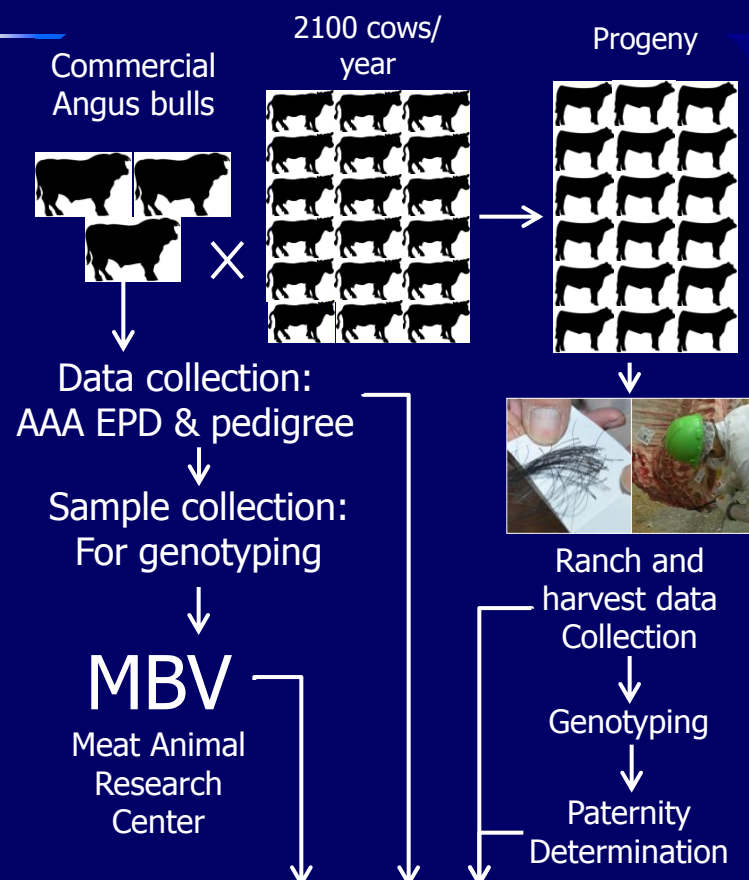 Commercial
Angus bulls
2100 cows/
year
Progeny
Data collection:
AAA EPD & pedigree
Sample collection:
For genotyping
MBV
Meat Animal
Research
Center
Ranch and
harvest data
Collection
Genotyping
Paternity
Determination